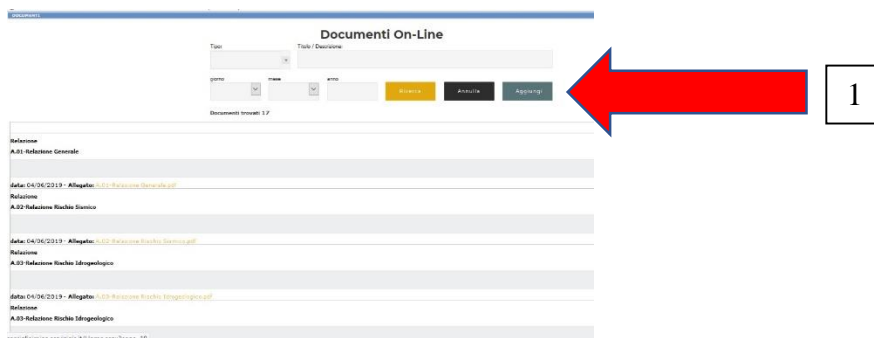 DOCUMENTI
Documenti On-Line
Tipo: Titolo / Descrizione
giorno mese anno
Ricerca Annulla Aggiungi
1
Documenti trovati: 17
Relazione
A.01-Relazione Generale
data: 04/06/2019 - Allegato: A.01-Relazione Generale.pdf
Relazione
A.02-Relazione Rischio Sismico
data: 04/06/2019 - Allegato: A.02-Relazione Rischio Sismico.pdf
Relazione
A.03-Relazione Rischio Idrogeologico
data: 04/06/2019 - Allegato: A.03-Relazione Rischio Idrogeologico.pdf
Relazione
A.03-Relazione Rischio Idrogeologico